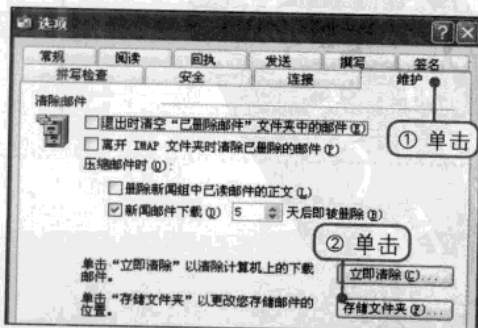 选项
常规 阅读 回执 发送 撰写 签名
拼写检查 安全 连接 维护
清除邮件
退出时清空“已删除邮件”文件夹中的邮件(E)
① 单击
离开 IMAP 文件夹时清除已删除的邮件(P)
压缩邮件时(O):
删除新闻组中已读邮件的正文(L)
新闻邮件下载(D) 5 天后即被删除(R)
② 单击
单击“立即清除”以清除计算机上的下载
邮件。
立即清除(C)...
单击“存储文件夹”以更改您存储邮件的
位置。
存储文件夹(F)...